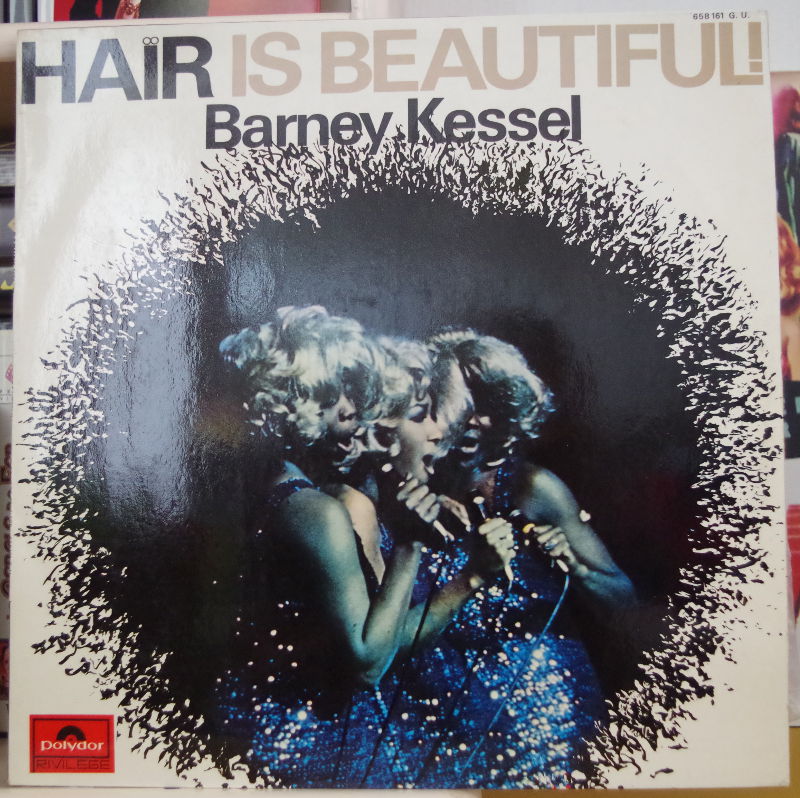 658 161 G. U.
HAÏR IS BEAUTIFUL!
Barney Kessel
polydor
PRIVILEGE